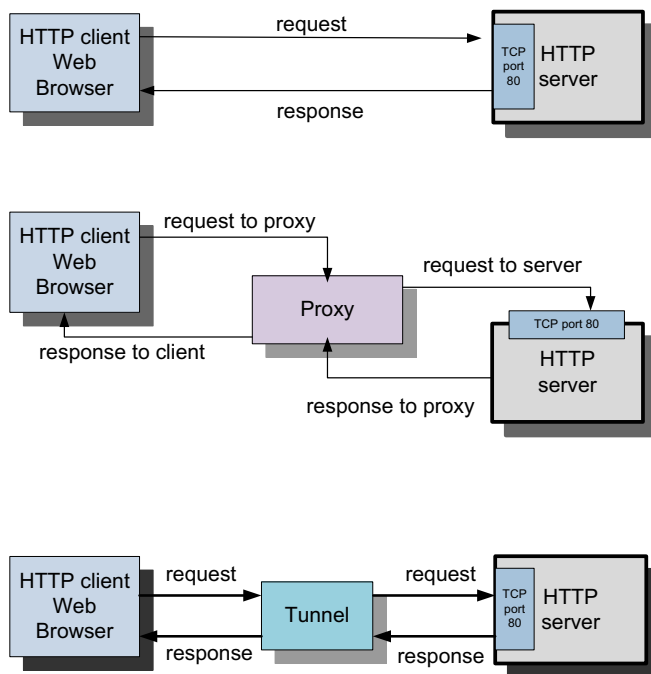 HTTP client
Web
Browser
request
response
TCP
port
80
HTTP
server
HTTP client
Web
Browser
request to proxy
Proxy
request to server
TCP port 80
HTTP
server
response to client
response to proxy
HTTP client
Web
Browser
request
response
Tunnel
request
response
TCP
port
80
HTTP
server